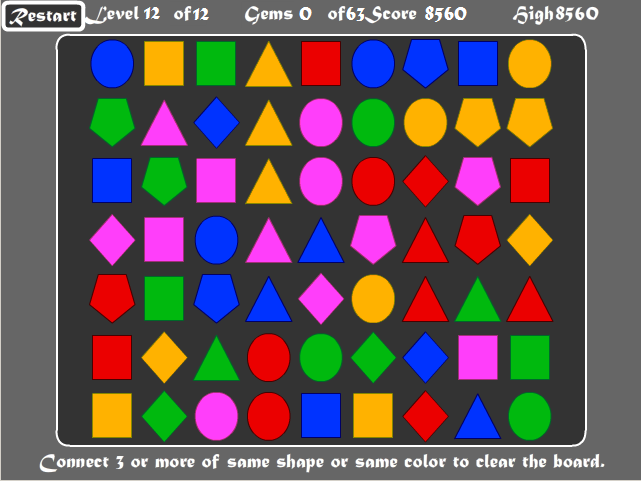 Restart Level 12 of 12 Gems 0 of 63 Score 8560 High 8560
Connect 3 or more of same shape or same color to clear the board.